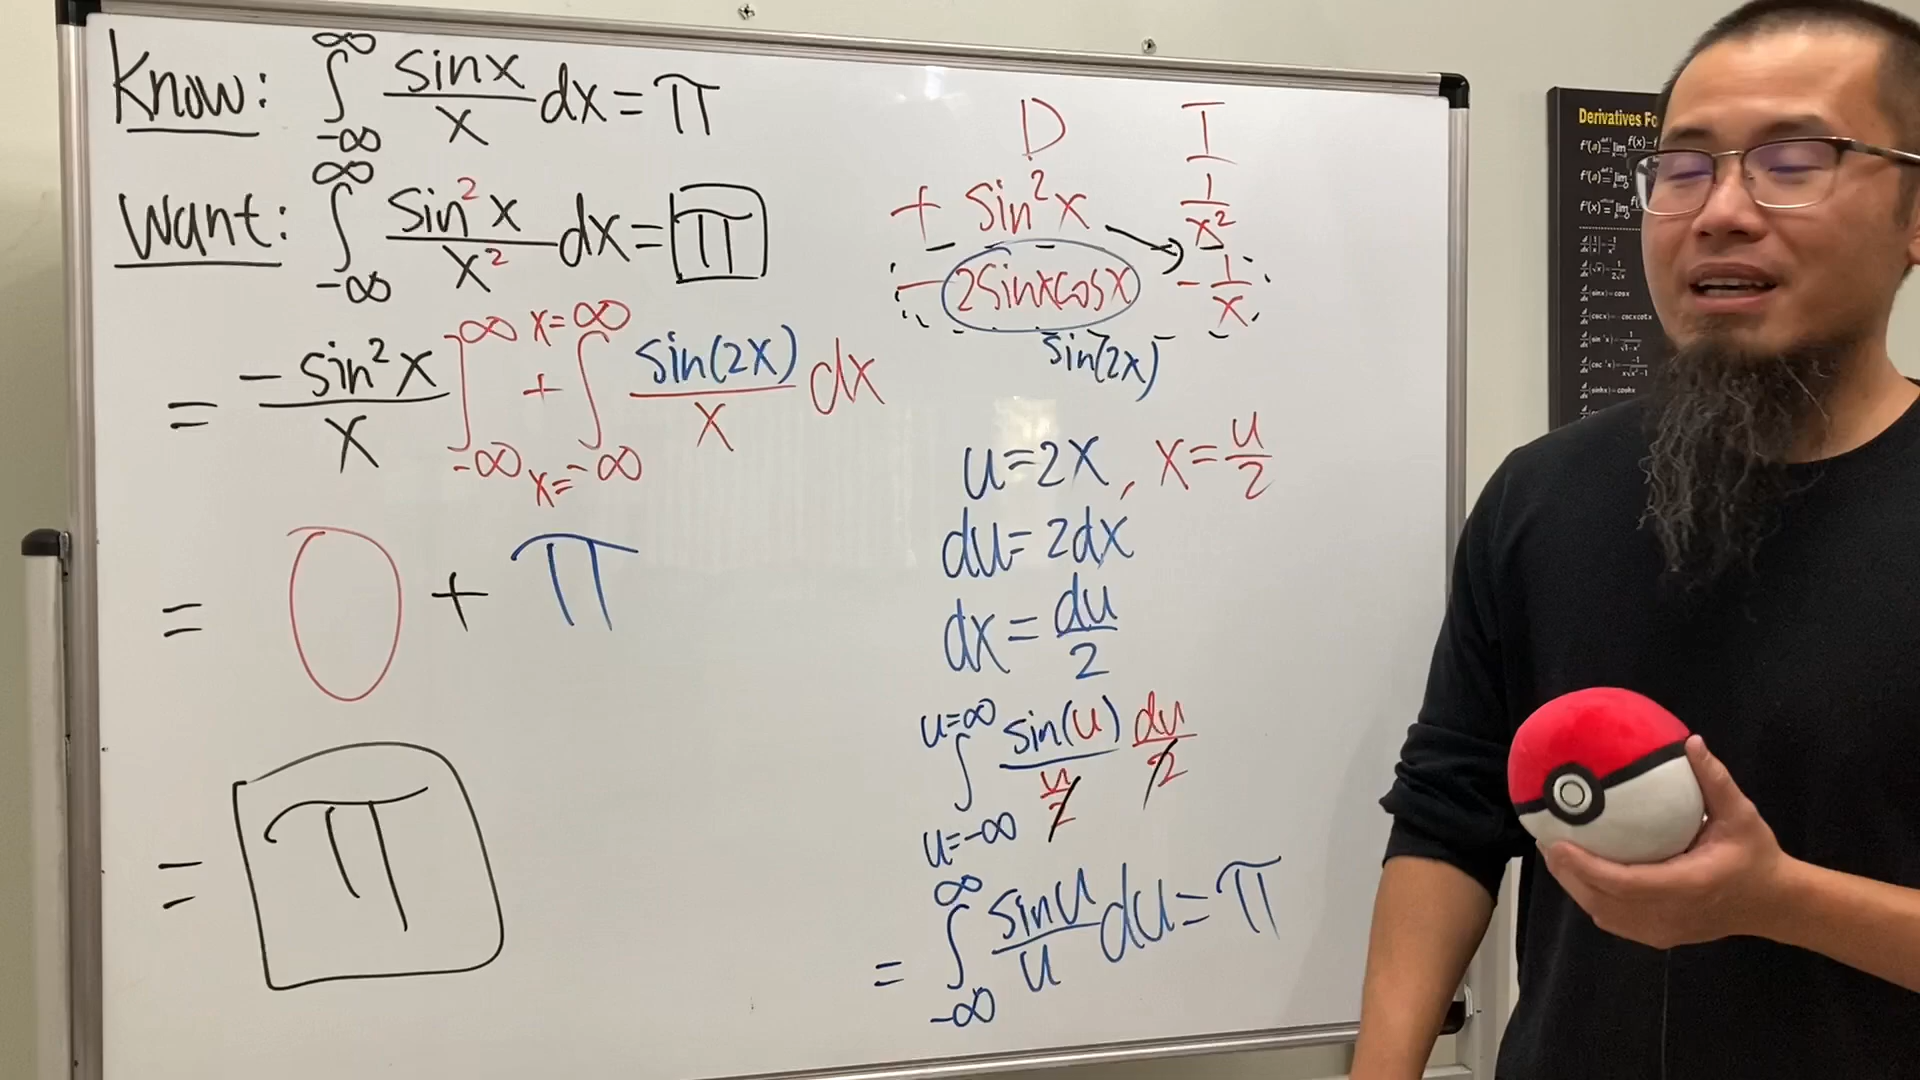 Know: ∫_{-∞}^{∞} sinx/x dx = π
Want: ∫_{-∞}^{∞} sin²x/x² dx = π
= -sin²x/x ]_{-∞}^{∞} + ∫_{x=-∞}^{x=∞} sin(2x)/x dx
= 0 + π
= π
D I
+ sin²x 1/x²
- 2sinxcosx -1/x
sin(2x)
u=2x, x=u/2
du=2dx
dx=du/2
∫_{u=-∞}^{u=∞} sin(u)/(u/2) du/2
= ∫_{-∞}^{∞} sinu/u du = π
Derivatives